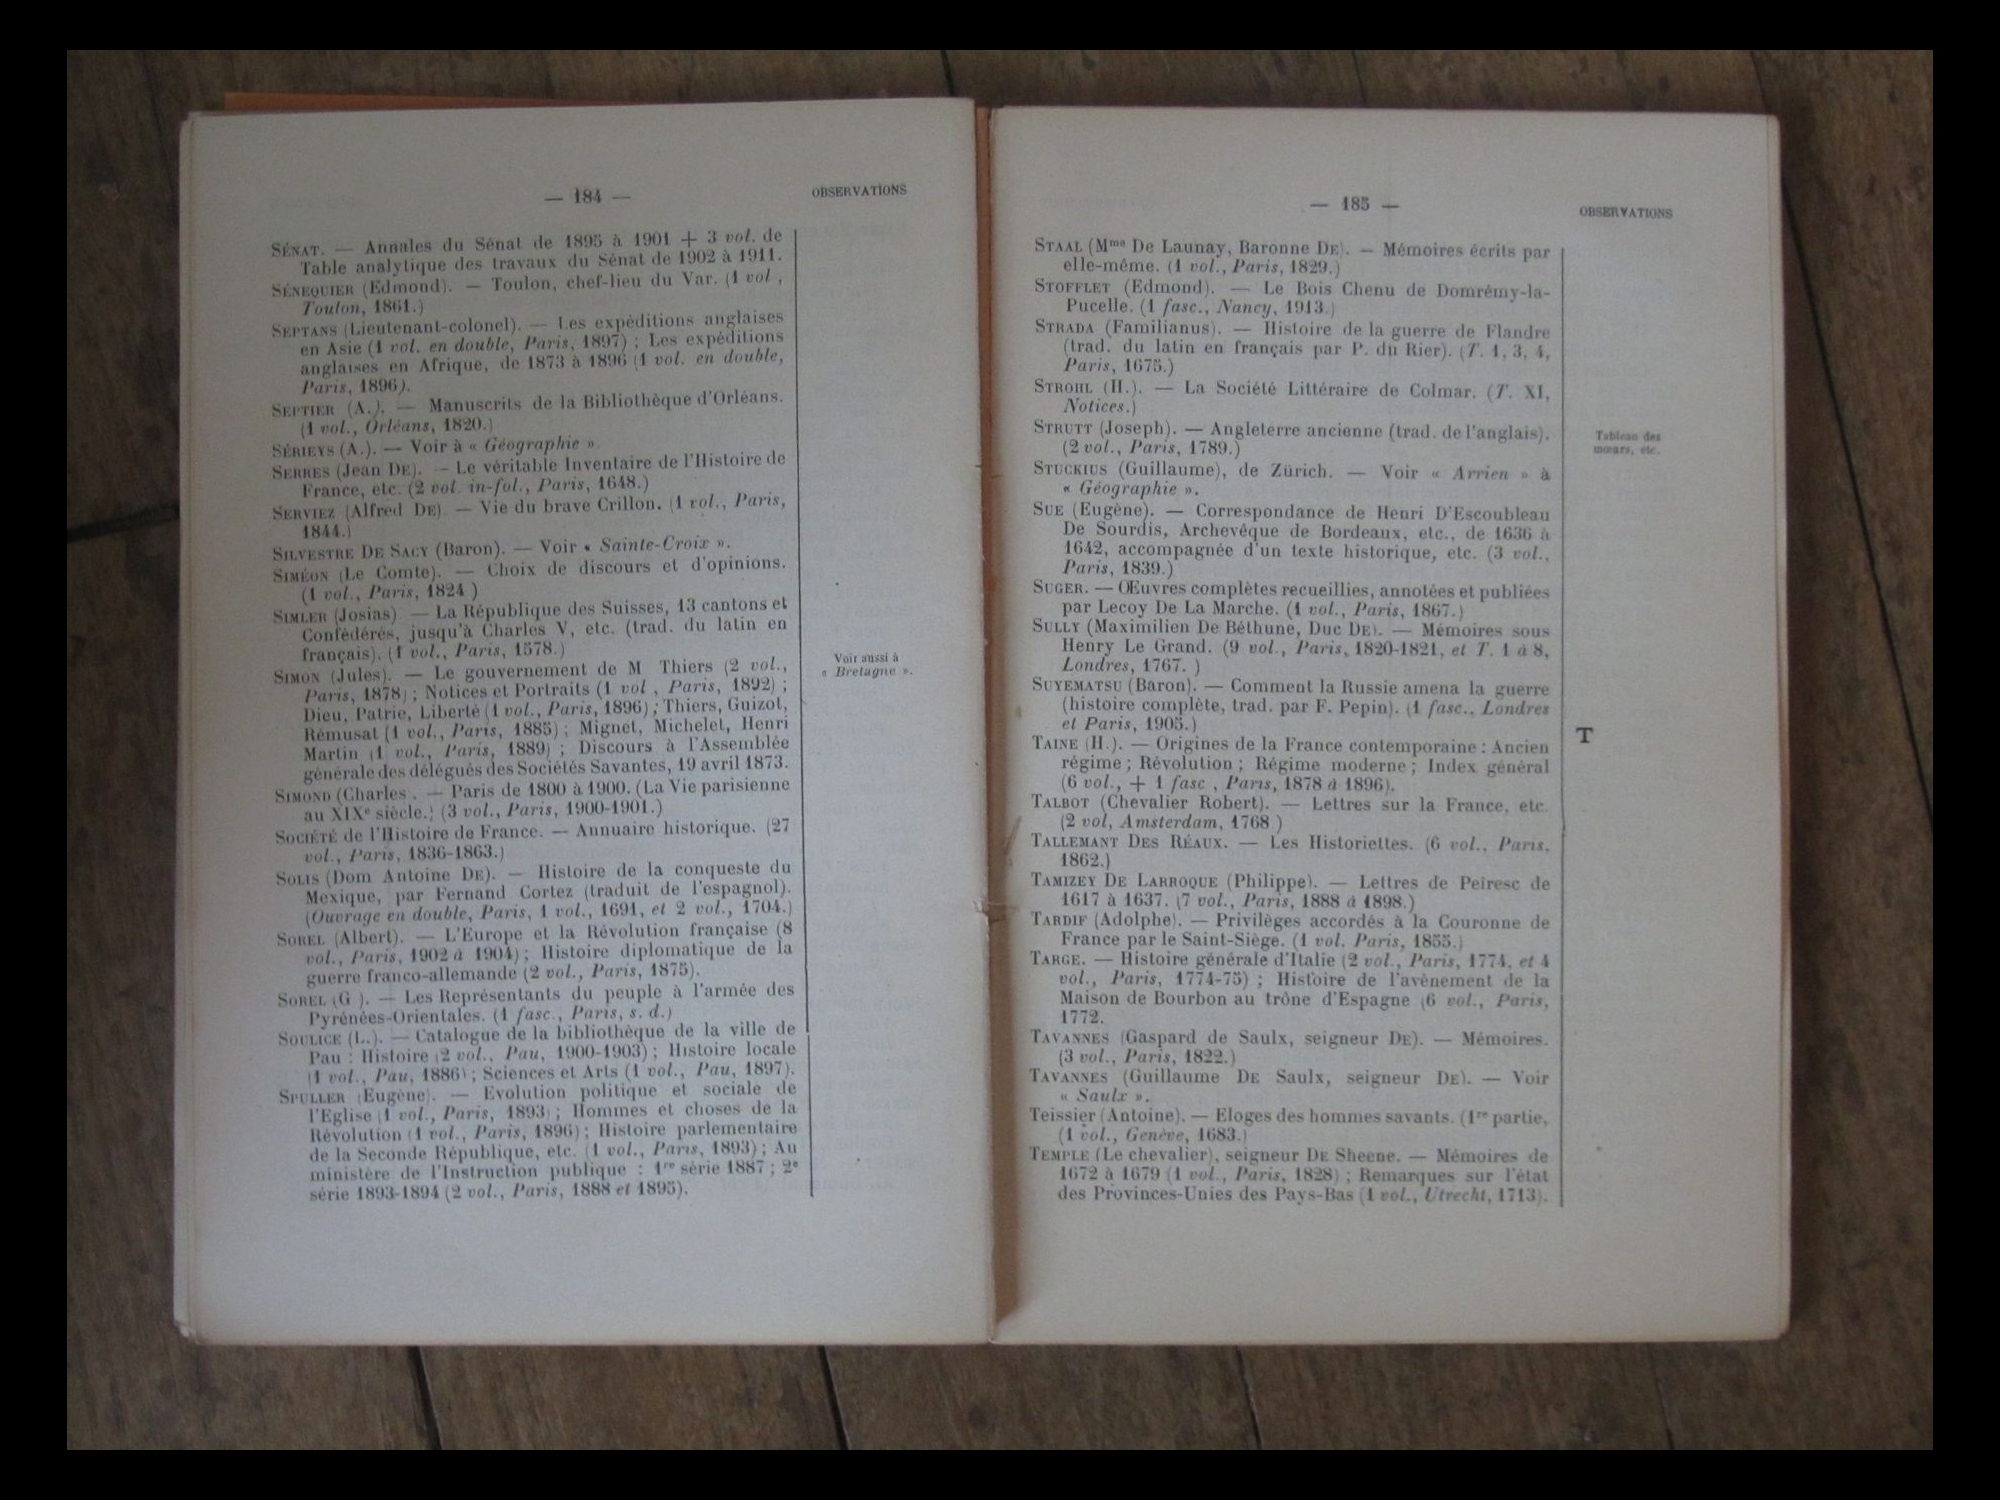 — 184 —
OBSERVATIONS
SÉNAT. — Annales du Sénat de 1895 à 1901 + 3 vol. de
Table analytique des travaux du Sénat de 1902 à 1911.
SÉNEQUIER (Edmond). — Toulon, chef-lieu du Var. (1 vol,
Toulon, 1861.)
SEPTANS (Lieutenant-colonel). — Les expéditions anglaises
en Asie (1 vol. en double, Paris, 1897) ; Les expéditions
anglaises en Afrique, de 1873 à 1896 (1 vol. en double,
Paris, 1896).
SEPTIER (A.). — Manuscrits de la Bibliothèque d'Orléans.
(1 vol., Orléans, 1820.)
SÉRIEYS (A.). — Voir à « Géographie ».
SERRES (Jean DE). — Le véritable Inventaire de l'Histoire de
France, etc. (2 vol. in-fol., Paris, 1648.)
SERVIEZ (Alfred DE) — Vie du brave Crillon. (1 vol., Paris,
1844.)
SILVESTRE DE SACY (Baron). — Voir « Sainte-Croix ».
SIMÉON (Le Comte). — Choix de discours et d'opinions.
(1 vol., Paris, 1824 )
SIMLER (Josias) — La République des Suisses, 13 cantons et
Confédérés, jusqu'à Charles V, etc. (trad. du latin en
français). (1 vol., Paris, 1578.)
SIMON (Jules). — Le gouvernement de M Thiers (2 vol.,
Paris, 1878) ; Notices et Portraits (1 vol , Paris, 1892) ;
Dieu, Patrie, Liberté (1 vol., Paris, 1896) ; Thiers, Guizot,
Rémusat (1 vol., Paris, 1885) ; Mignet, Michelet, Henri
Martin (1 vol., Paris, 1889) ; Discours à l'Assemblée
générale des délégués des Sociétés Savantes, 19 avril 1873.
SIMOND (Charles . — Paris de 1800 à 1900. (La Vie parisienne
au XIXe siècle.) (3 vol., Paris, 1900-1901.)
SOCIÉTÉ de l'Histoire de France. — Annuaire historique. (27
vol., Paris, 1836-1863.)
SOLIS (Dom Antoine DE). — Histoire de la conqueste du
Mexique, par Fernand Cortez (traduit de l'espagnol).
(Ouvrage en double, Paris, 1 vol., 1691, et 2 vol., 1704.)
SOREL (Albert). — L'Europe et la Révolution française (8
vol., Paris, 1902 à 1904) ; Histoire diplomatique de la
guerre franco-allemande (2 vol., Paris, 1875).
SOREL (G ). — Les Représentants du peuple à l'armée des
Pyrénées-Orientales. (1 fasc., Paris, s. d.)
SOULICE (L.). — Catalogue de la bibliothèque de la ville de
Pau : Histoire (2 vol., Pau, 1900-1903) ; Histoire locale
(1 vol., Pau, 1886) ; Sciences et Arts (1 vol., Pau, 1897).
SPULLER (Eugène). — Evolution politique et sociale de
l'Eglise (1 vol., Paris, 1893) ; Hommes et choses de la
Révolution (1 vol., Paris, 1896) ; Histoire parlementaire
de la Seconde République, etc. (1 vol., Paris, 1893) ; Au
ministère de l'Instruction publique : 1re série 1887 ; 2e
série 1893-1894 (2 vol., Paris, 1888 et 1895).
Voir aussi à
« Bretagne ».
— 185 —
OBSERVATIONS
STAAL (Mme De Launay, Baronne DE). — Mémoires écrits par
elle-même. (1 vol., Paris, 1829.)
STOFFLET (Edmond). — Le Bois Chenu de Domrémy-la-
Pucelle. (1 fasc., Nancy, 1913.)
STRADA (Familianus). — Histoire de la guerre de Flandre
(trad. du latin en français par P. du Rier). (T. 1, 3, 4,
Paris, 1675.)
STROHL (H.). — La Société Littéraire de Colmar. (T. XI,
Notices.)
STRUTT (Joseph). — Angleterre ancienne (trad. de l'anglais).
(2 vol., Paris, 1789.)
STUCKIUS (Guillaume), de Zürich. — Voir « Arrien » à
« Géographie ».
SUE (Eugène). — Correspondance de Henri D'Escoubleau
De Sourdis, Archevêque de Bordeaux, etc., de 1636 à
1642, accompagnée d'un texte historique, etc. (3 vol.,
Paris, 1839.)
SUGER. — Œuvres complètes recueillies, annotées et publiées
par Lecoy De La Marche. (1 vol., Paris, 1867.)
SULLY (Maximilien De Béthune, Duc DE). — Mémoires sous
Henry Le Grand. (9 vol., Paris, 1820-1821, et T. 1 à 8,
Londres, 1767. )
SUYEMATSU (Baron). — Comment la Russie amena la guerre
(histoire complète, trad. par F. Pepin). (1 fasc., Londres
et Paris, 1905.)
TAINE (H.). — Origines de la France contemporaine : Ancien
régime ; Révolution ; Régime moderne ; Index général
(6 vol., + 1 fasc , Paris, 1878 à 1896).
TALBOT (Chevalier Robert). — Lettres sur la France, etc.
(2 vol, Amsterdam, 1768 )
TALLEMANT DES RÉAUX. — Les Historiettes. (6 vol., Paris,
1862.)
TAMIZEY DE LARROQUE (Philippe). — Lettres de Peiresc de
1617 à 1637. (7 vol., Paris, 1888 à 1898.)
TARDIF (Adolphe). — Privilèges accordés à la Couronne de
France par le Saint-Siège. (1 vol. Paris, 1855.)
TARGE. — Histoire générale d'Italie (2 vol., Paris, 1774, et 4
vol., Paris, 1774-75) ; Histoire de l'avènement de la
Maison de Bourbon au trône d'Espagne (6 vol., Paris,
1772.
TAVANNES (Gaspard de Saulx, seigneur DE). — Mémoires.
(3 vol., Paris, 1822.)
TAVANNES (Guillaume DE Saulx, seigneur DE). — Voir
« Saulx ».
Teissier (Antoine). — Eloges des hommes savants. (1re partie,
(1 vol., Genève, 1683.)
TEMPLE (Le chevalier), seigneur DE Sheene. — Mémoires de
1672 à 1679 (1 vol., Paris, 1828) ; Remarques sur l'état
des Provinces-Unies des Pays-Bas (1 vol., Utrecht, 1713).
Tableau des
mœurs, etc.
T